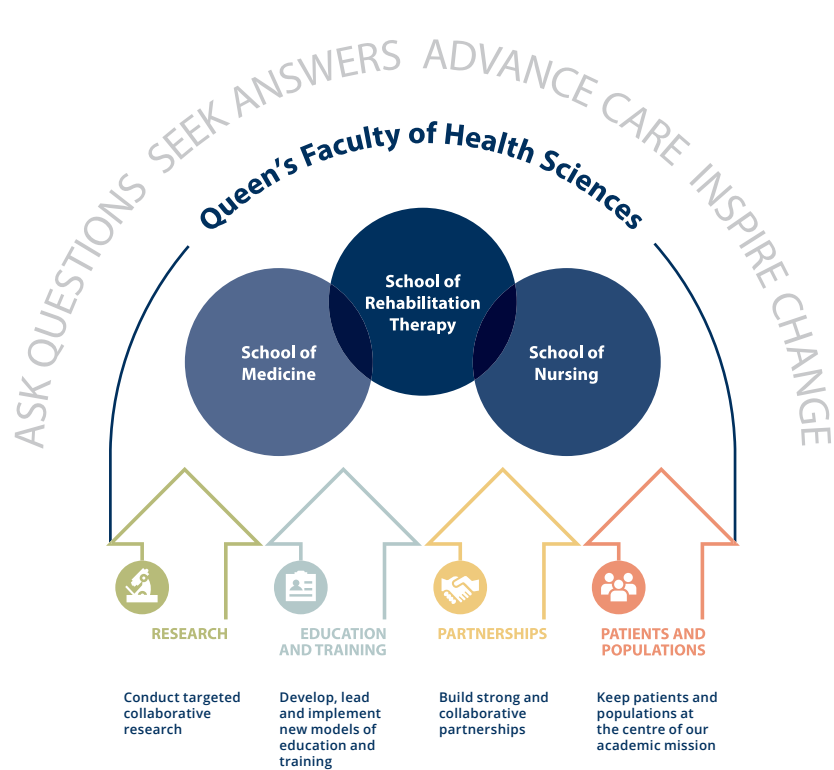 ASK QUESTIONS SEEK ANSWERS ADVANCE CARE INSPIRE CHANGE
Queen's Faculty of Health Sciences
School of
Rehabilitation
Therapy
School of
Medicine
School of
Nursing
RESEARCH
Conduct targeted
collaborative
research
EDUCATION
AND TRAINING
Develop, lead
and implement
new models of
education and
training
PARTNERSHIPS
Build strong and
collaborative
partnerships
PATIENTS AND
POPULATIONS
Keep patients and
populations at
the centre of our
academic mission